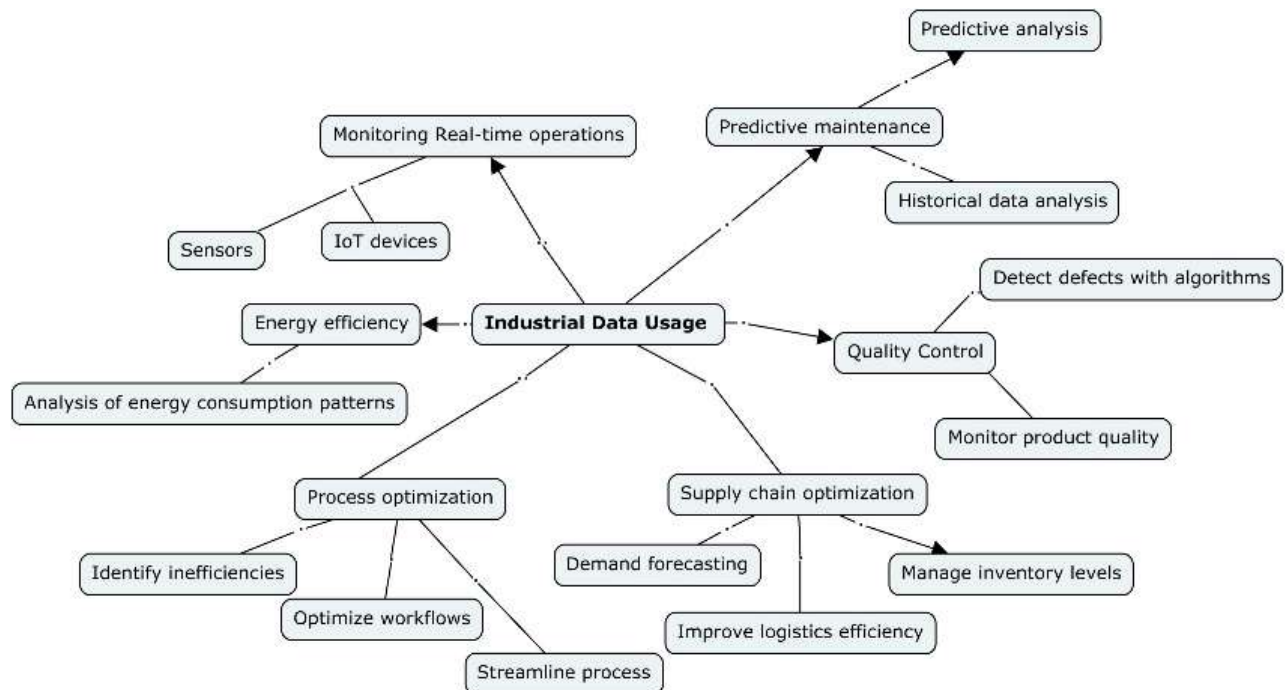 Predictive analysis
Monitoring Real-time operations
Predictive maintenance
Historical data analysis
Sensors
IoT devices
Detect defects with algorithms
Energy efficiency
Industrial Data Usage
Quality Control
Analysis of energy consumption patterns
Monitor product quality
Process optimization
Supply chain optimization
Identify inefficiencies
Demand forecasting
Manage inventory levels
Optimize workflows
Improve logistics efficiency
Streamline process